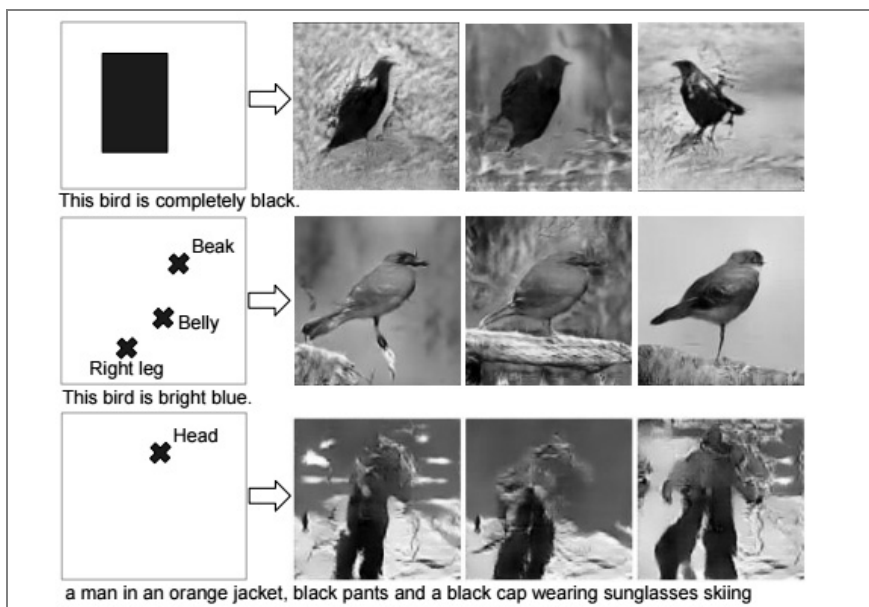 This bird is completely black.
Beak
Belly
Right leg
This bird is bright blue.
Head
a man in an orange jacket, black pants and a black cap wearing sunglasses skiing